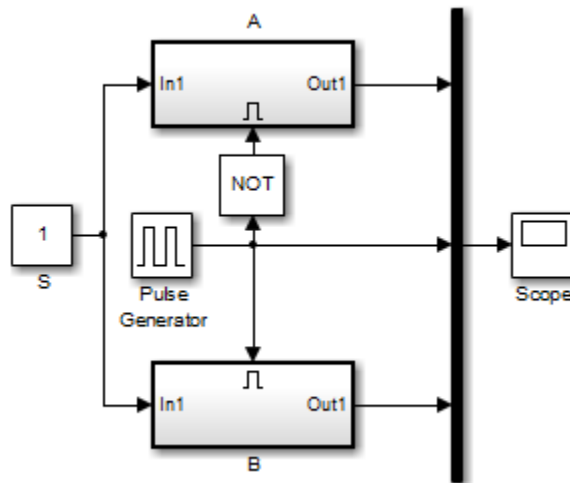 A
In1
Out1
NOT
1
S
Pulse
Generator
Scope
In1
Out1
B